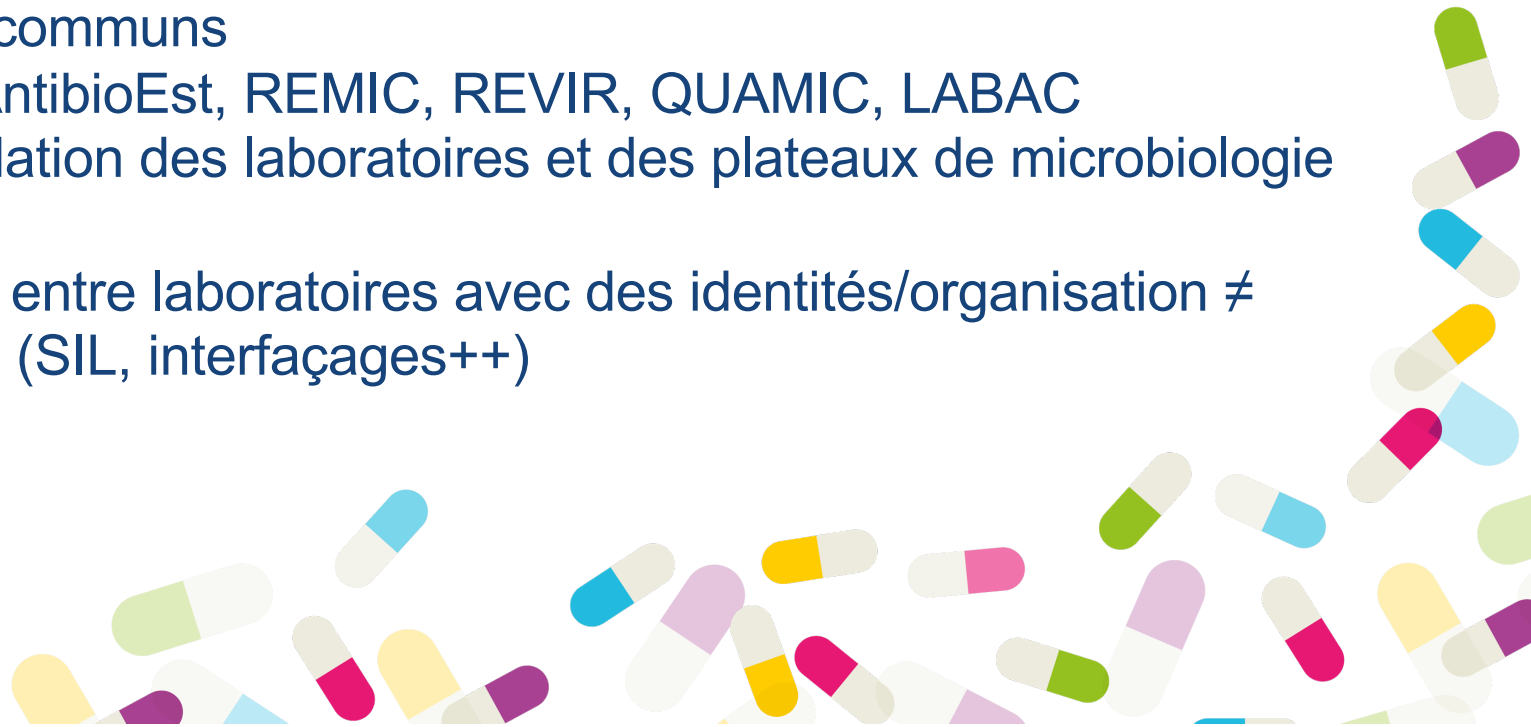 communs
ntibioEst, REMIC, REVIR, QUAMIC, LABAC
lation des laboratoires et des plateaux de microbiologie
entre laboratoires avec des identités/organisation ≠
(SIL, interfaçages++)